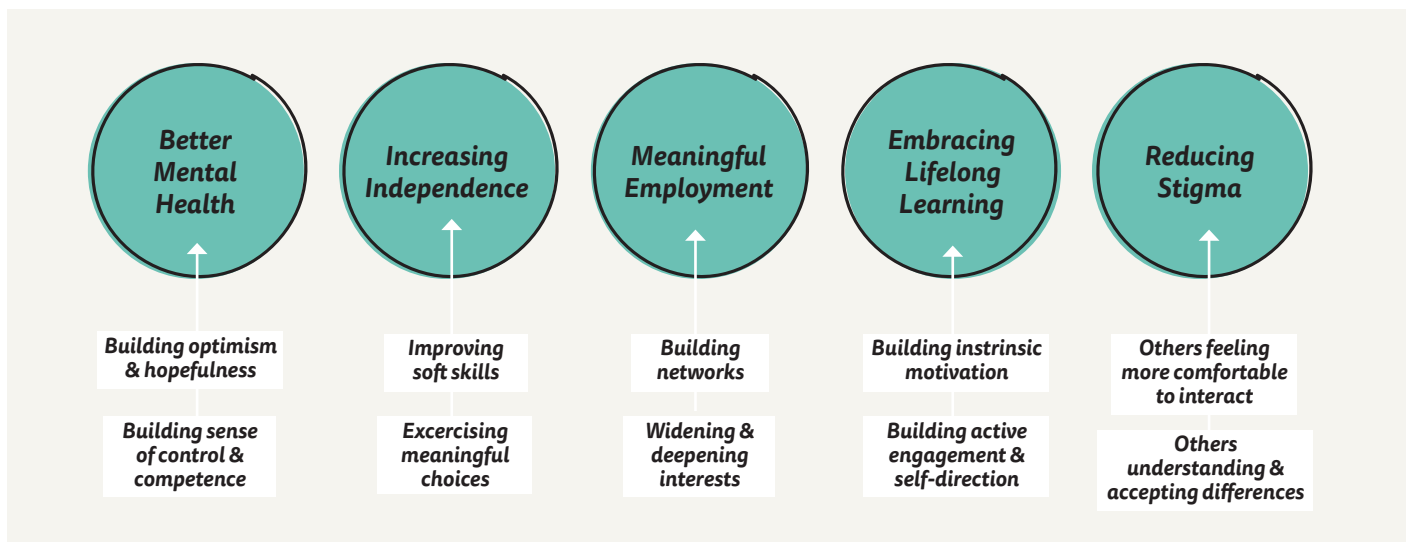 Better
Mental
Health
Increasing
Independence
Meaningful
Employment
Embracing
Lifelong
Learning
Reducing
Stigma
Building optimism
& hopefulness
Improving
soft skills
Building
networks
Building instrinsic
motivation
Others feeling
more comfortable
to interact
Building sense
of control &
competence
Excercising
meaningful
choices
Widening &
deepening
interests
Building active
engagement &
self-direction
Others
understanding &
accepting differences